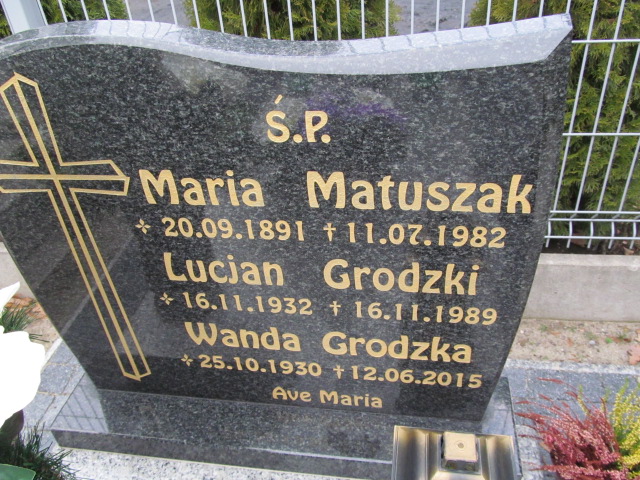 Ś.P.
Maria Matuszak
* 20.09.1891 † 11.07.1982
Lucjan Grodzki
* 16.11.1932 † 16.11.1989
Wanda Grodzka
* 25.10.1930 † 12.06.2015
Ave Maria